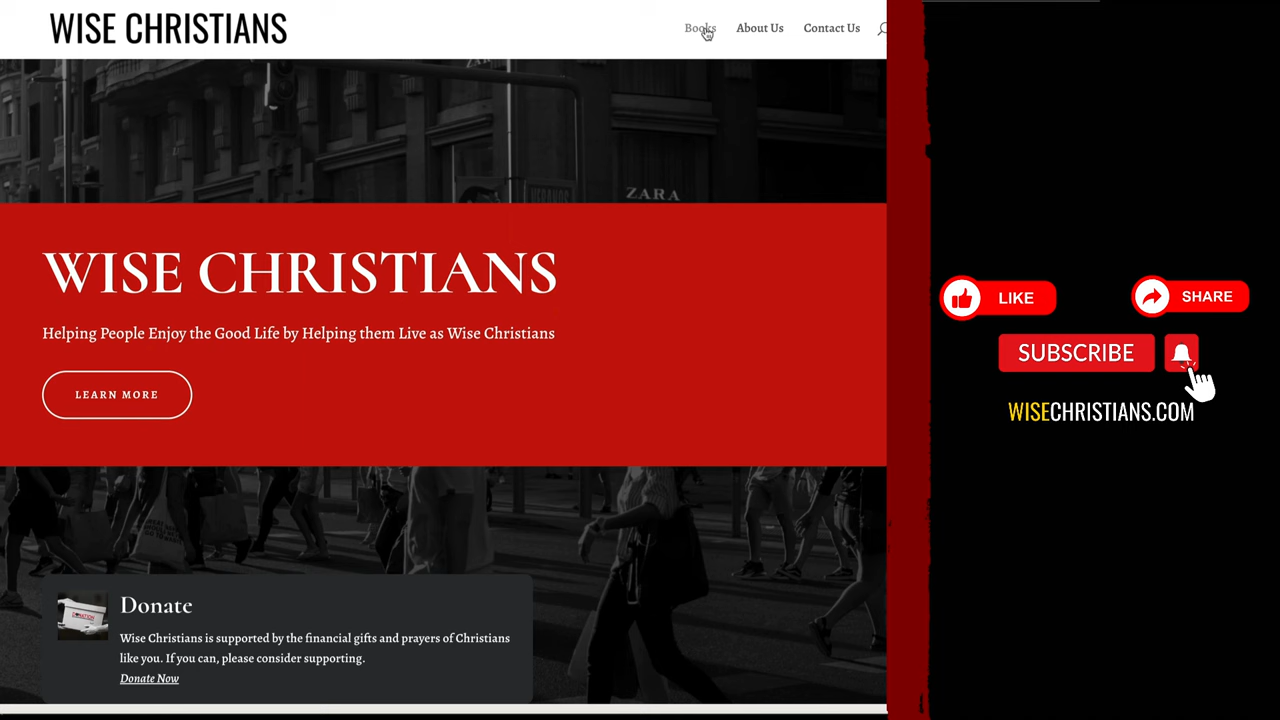 WISE CHRISTIANS
Books About Us Contact Us
ZARA
WISE CHRISTIANS
Helping People Enjoy the Good Life by Helping them Live as Wise Christians
LEARN MORE
Donate
Wise Christians is supported by the financial gifts and prayers of Christians
like you. If you can, please consider supporting.
Donate Now
LIKE
SHARE
SUBSCRIBE
WISECHRISTIANS.COM